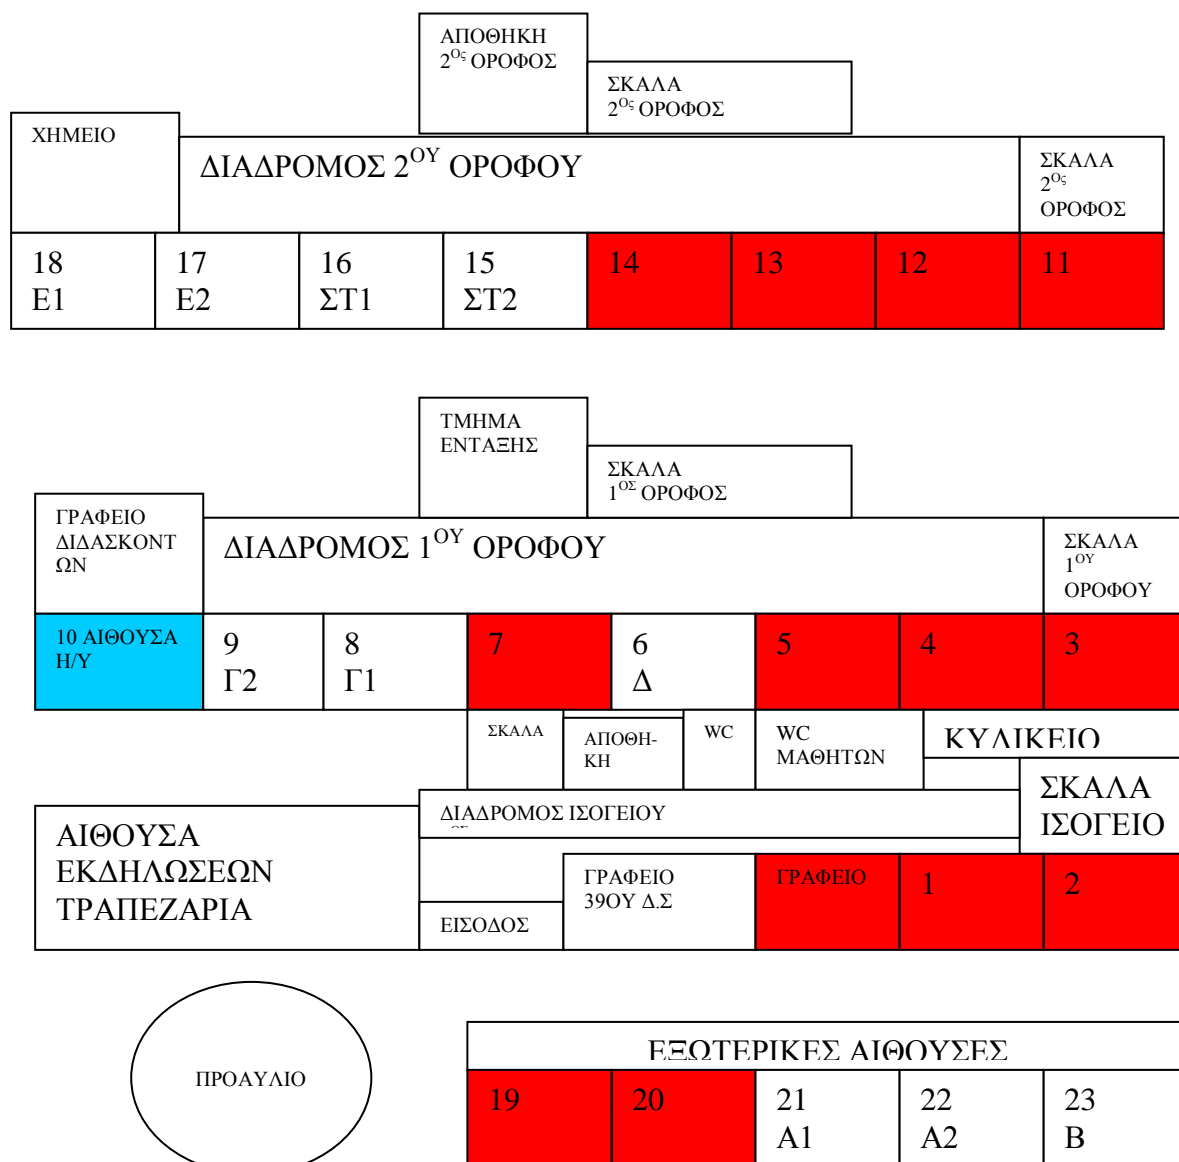 ΑΠΟΘΗΚΗ
2Ος ΟΡΟΦΟΣ
ΣΚΑΛΑ
2Ος ΟΡΟΦΟΣ
ΧΗΜΕΙΟ
ΔΙΑΔΡΟΜΟΣ 2ΟΥ ΟΡΟΦΟΥ
ΣΚΑΛΑ
2Ος
ΟΡΟΦΟΣ
18
Ε1
17
Ε2
16
ΣΤ1
15
ΣΤ2
14
13
12
11
ΤΜΗΜΑ
ΕΝΤΑΞΗΣ
ΣΚΑΛΑ
1ΟΣ ΟΡΟΦΟΣ
ΓΡΑΦΕΙΟ
ΔΙΔΑΣΚΟΝΤ
ΩΝ
ΔΙΑΔΡΟΜΟΣ 1ΟΥ ΟΡΟΦΟΥ
ΣΚΑΛΑ
1ΟΥ
ΟΡΟΦΟΥ
10 ΑΙΘΟΥΣΑ
Η/Υ
9
Γ2
8
Γ1
7
6
Δ
5
4
3
ΣΚΑΛΑ
ΑΠΟΘΗ-
ΚΗ
WC
WC
ΜΑΘΗΤΩΝ
ΚΥΛΙΚΕΙΟ
ΣΚΑΛΑ
ΙΣΟΓΕΙΟ
ΔΙΑΔΡΟΜΟΣ ΙΣΟΓΕΙΟΥ
ΑΙΘΟΥΣΑ
ΕΚΔΗΛΩΣΕΩΝ
ΤΡΑΠΕΖΑΡΙΑ
ΕΙΣΟΔΟΣ
ΓΡΑΦΕΙΟ
39ΟΥ Δ.Σ
ΓΡΑΦΕΙΟ
1
2
ΠΡΟΑΥΛΙΟ
ΕΞΩΤΕΡΙΚΕΣ ΑΙΘΟΥΣΕΣ
19
20
21
Α1
22
Α2
23
Β